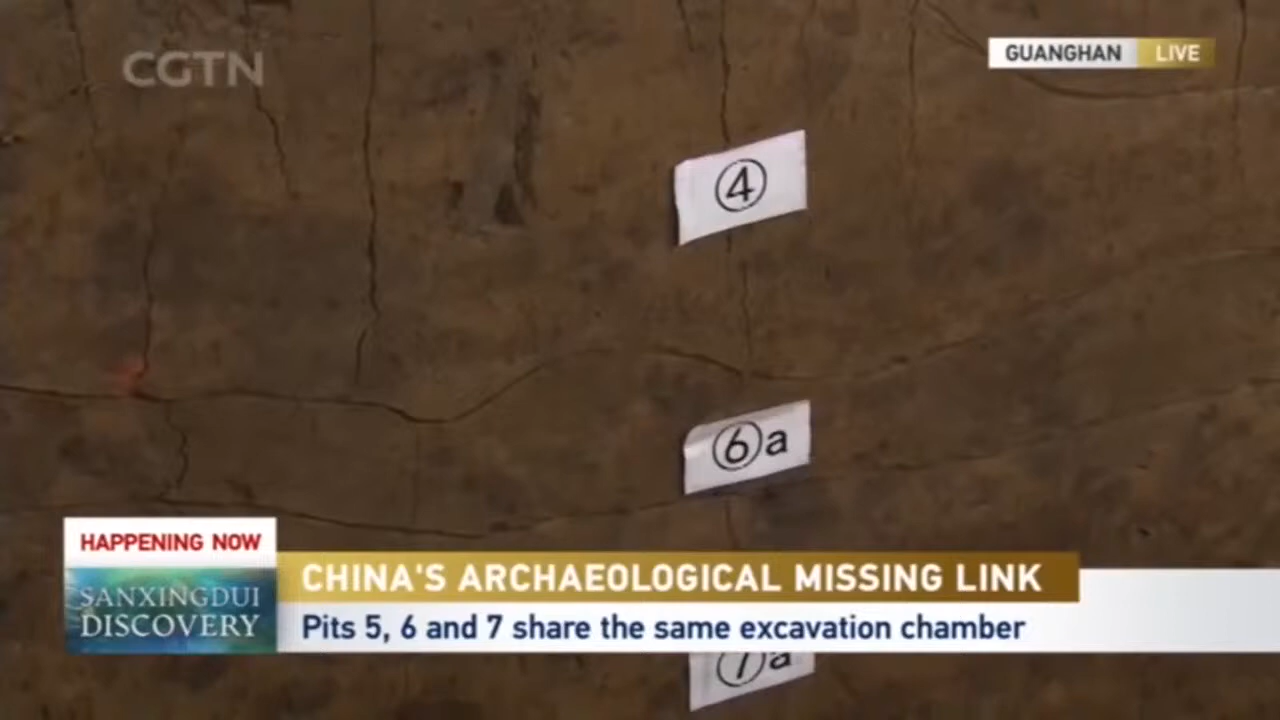 CGTN
GUANGHAN LIVE
④
⑥a
HAPPENING NOW
SANXINGDUI
DISCOVERY
CHINA'S ARCHAEOLOGICAL MISSING LINK
Pits 5, 6 and 7 share the same excavation chamber
⑦a